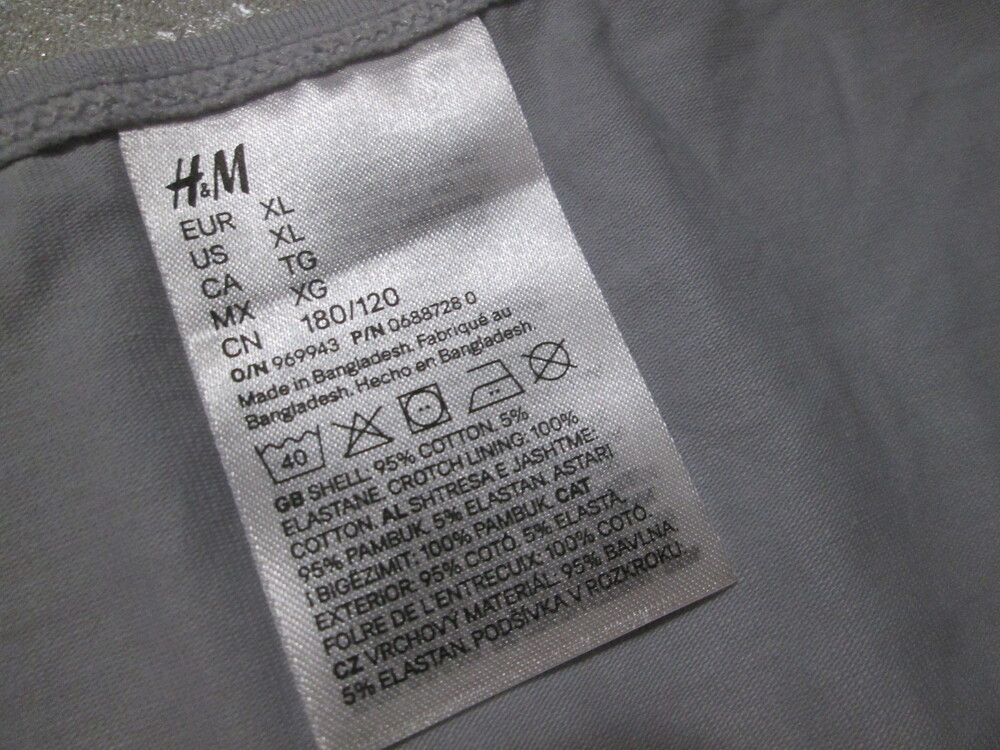 H&M
EUR XL
US XL
CA TG
MX XG
CN 180/120
O/N 969943 P/N 0688728 0
Made in Bangladesh. Fabriqué au
Bangladesh. Hecho en Bangladesh.
40
GB SHELL: 95% COTTON, 5%
ELASTANE. CROTCH LINING: 100%
COTTON. AL SHTRESA E JASHTME:
95% PAMBUK, 5% ELASTAN. ASTARI
I BIGËZIMIT: 100% PAMBUK. CAT
EXTERIOR: 95% COTÓ, 5% ELASTÀ.
FOLRE DE L'ENTRECUIX: 100% COTÓ.
CZ VRCHOVÝ MATERIÁL: 95% BAVLNA,
5% ELASTAN. PODŠÍVKA V ROZKROKU: